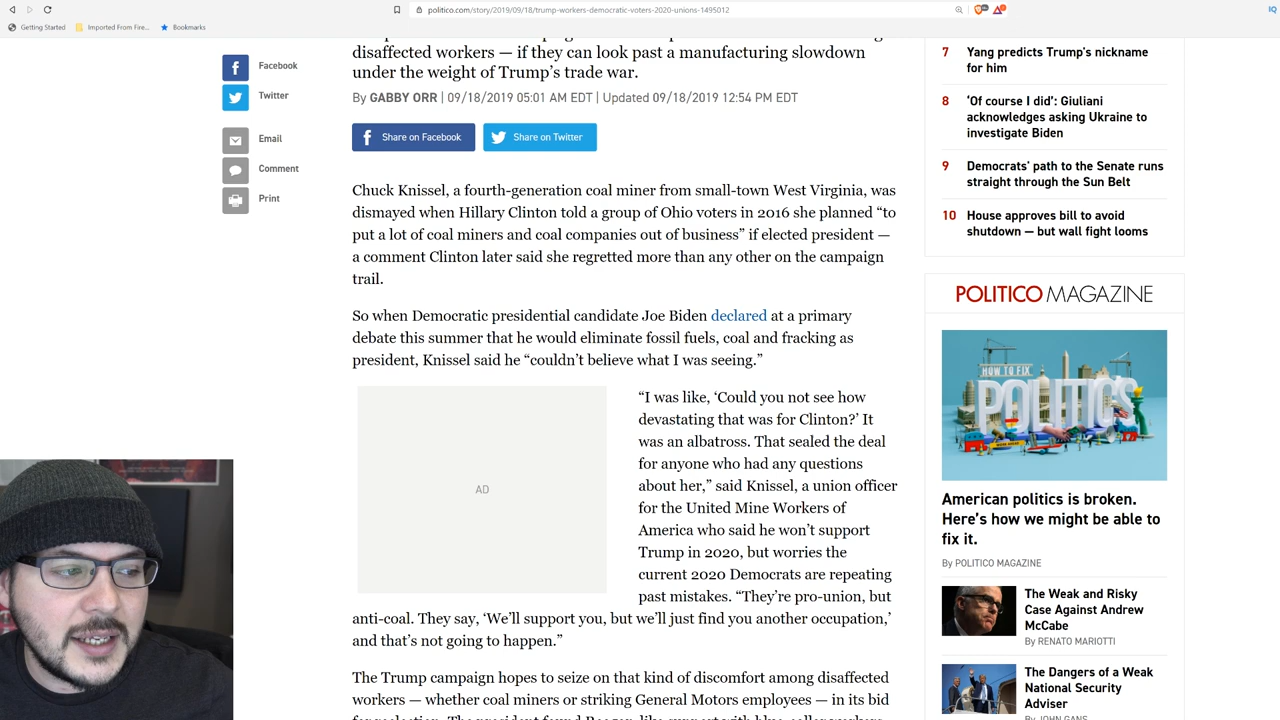 politico.com/story/2019/09/18/trump-workers-democratic-voters-2020-unions-1495012
IQ
Getting Started
Imported From Fire...
Bookmarks
Facebook
Twitter
Email
Comment
Print
disaffected workers — if they can look past a manufacturing slowdown
under the weight of Trump’s trade war.
By GABBY ORR | 09/18/2019 05:01 AM EDT | Updated 09/18/2019 12:54 PM EDT
Share on Facebook
Share on Twitter
Chuck Knissel, a fourth-generation coal miner from small-town West Virginia, was
dismayed when Hillary Clinton told a group of Ohio voters in 2016 she planned “to
put a lot of coal miners and coal companies out of business” if elected president —
a comment Clinton later said she regretted more than any other on the campaign
trail.
So when Democratic presidential candidate Joe Biden declared at a primary
debate this summer that he would eliminate fossil fuels, coal and fracking as
president, Knissel said he “couldn’t believe what I was seeing.”
AD
“I was like, ‘Could you not see how
devastating that was for Clinton?’ It
was an albatross. That sealed the deal
for anyone who had any questions
about her,” said Knissel, a union officer
for the United Mine Workers of
America who said he won’t support
Trump in 2020, but worries the
current 2020 Democrats are repeating
past mistakes. “They’re pro-union, but
anti-coal. They say, ‘We’ll support you, but we’ll just find you another occupation,’
and that’s not going to happen.”
The Trump campaign hopes to seize on that kind of discomfort among disaffected
workers — whether coal miners or striking General Motors employees — in its bid
7 Yang predicts Trump's nickname
for him
8 ‘Of course I did’: Giuliani
acknowledges asking Ukraine to
investigate Biden
9 Democrats' path to the Senate runs
straight through the Sun Belt
10 House approves bill to avoid
shutdown — but wall fight looms
POLITICO MAGAZINE
HOW TO FIX
POLITICS
American politics is broken.
Here’s how we might be able to
fix it.
By POLITICO MAGAZINE
The Weak and Risky
Case Against Andrew
McCabe
By RENATO MARIOTTI
The Dangers of a Weak
National Security
Adviser
By JOHN GANS